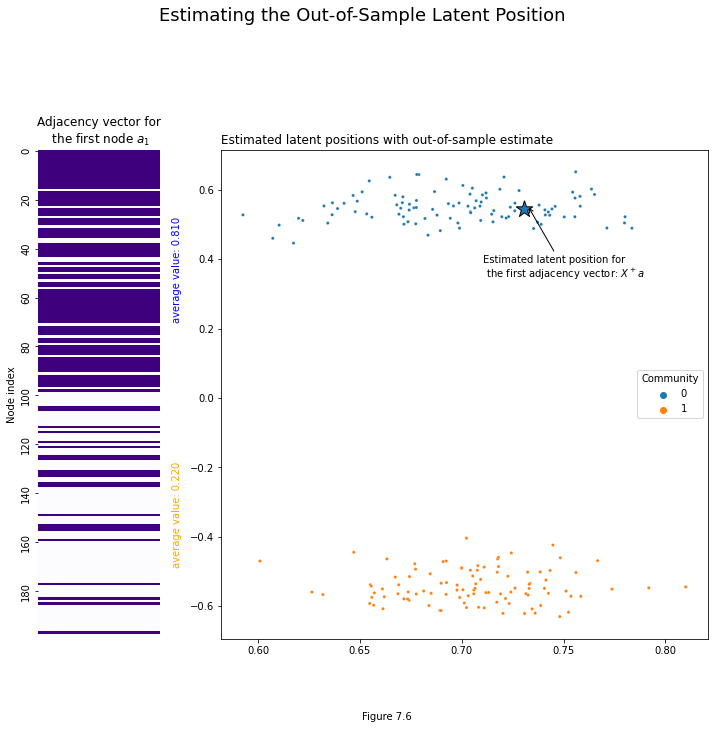 Estimating the Out-of-Sample Latent Position
Adjacency vector for
the first node a₁
0
20
40
60
80
100
120
140
160
180
Node index
average value: 0.810
average value: 0.220
Estimated latent positions with out-of-sample estimate
0.6
0.4
0.2
0.0
−0.2
−0.4
−0.6
0.60
0.65
0.70
0.75
0.80
Estimated latent position for
the first adjacency vector: X⁺a
Community
0
1
Figure 7.6